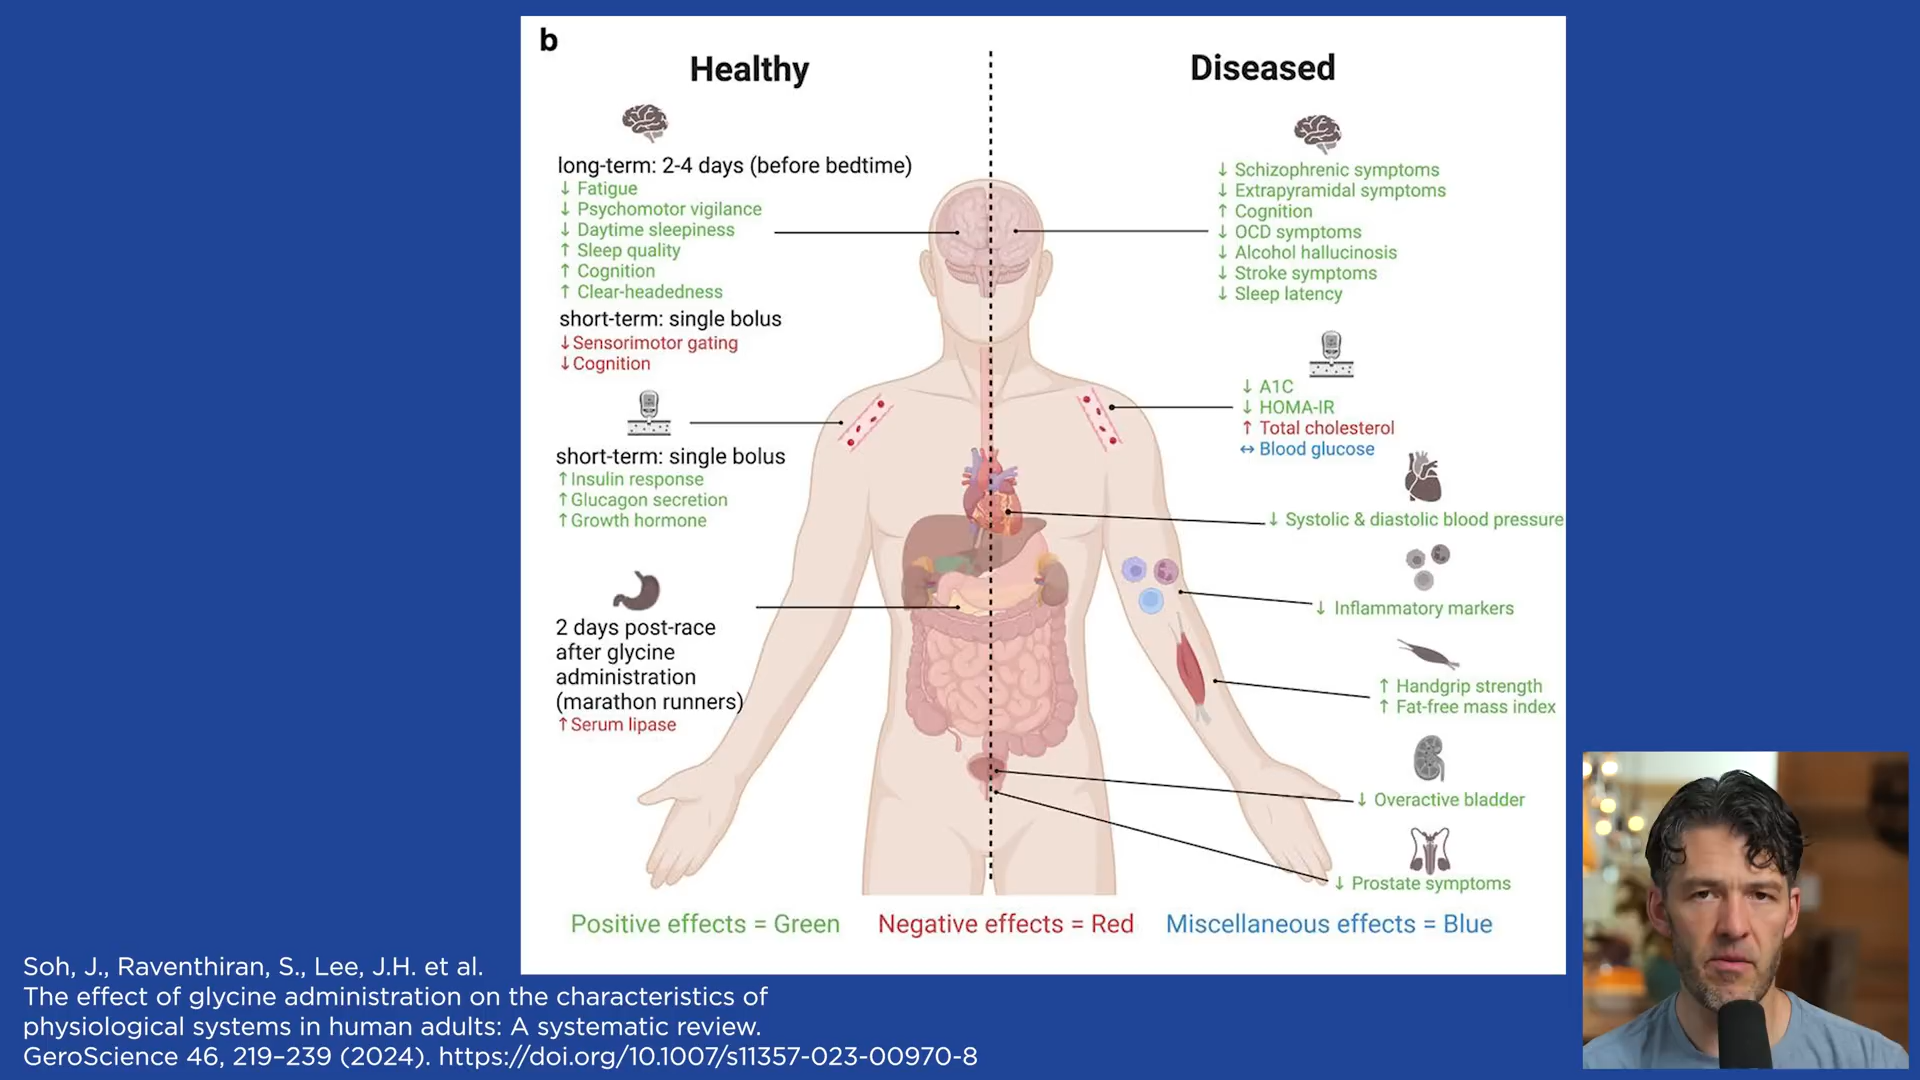 b
Healthy
long-term: 2-4 days (before bedtime)
↓ Fatigue
↓ Psychomotor vigilance
↓ Daytime sleepiness
↑ Sleep quality
↑ Cognition
↑ Clear-headedness
short-term: single bolus
↓Sensorimotor gating
↓Cognition
short-term: single bolus
↑Insulin response
↑Glucagon secretion
↑Growth hormone
2 days post-race
after glycine
administration
(marathon runners)
↑Serum lipase
Diseased
↓ Schizophrenic symptoms
↓ Extrapyramidal symptoms
↑ Cognition
↓ OCD symptoms
↓ Alcohol hallucinosis
↓ Stroke symptoms
↓ Sleep latency
↓ A1C
↓ HOMA-IR
↑ Total cholesterol
↔ Blood glucose
↓ Systolic & diastolic blood pressure
↓ Inflammatory markers
↑ Handgrip strength
↑ Fat-free mass index
↓ Overactive bladder
↓ Prostate symptoms
Positive effects = Green Negative effects = Red Miscellaneous effects = Blue
Soh, J., Raventhiran, S., Lee, J.H. et al.
The effect of glycine administration on the characteristics of
physiological systems in human adults: A systematic review.
GeroScience 46, 219–239 (2024). https://doi.org/10.1007/s11357-023-00970-8